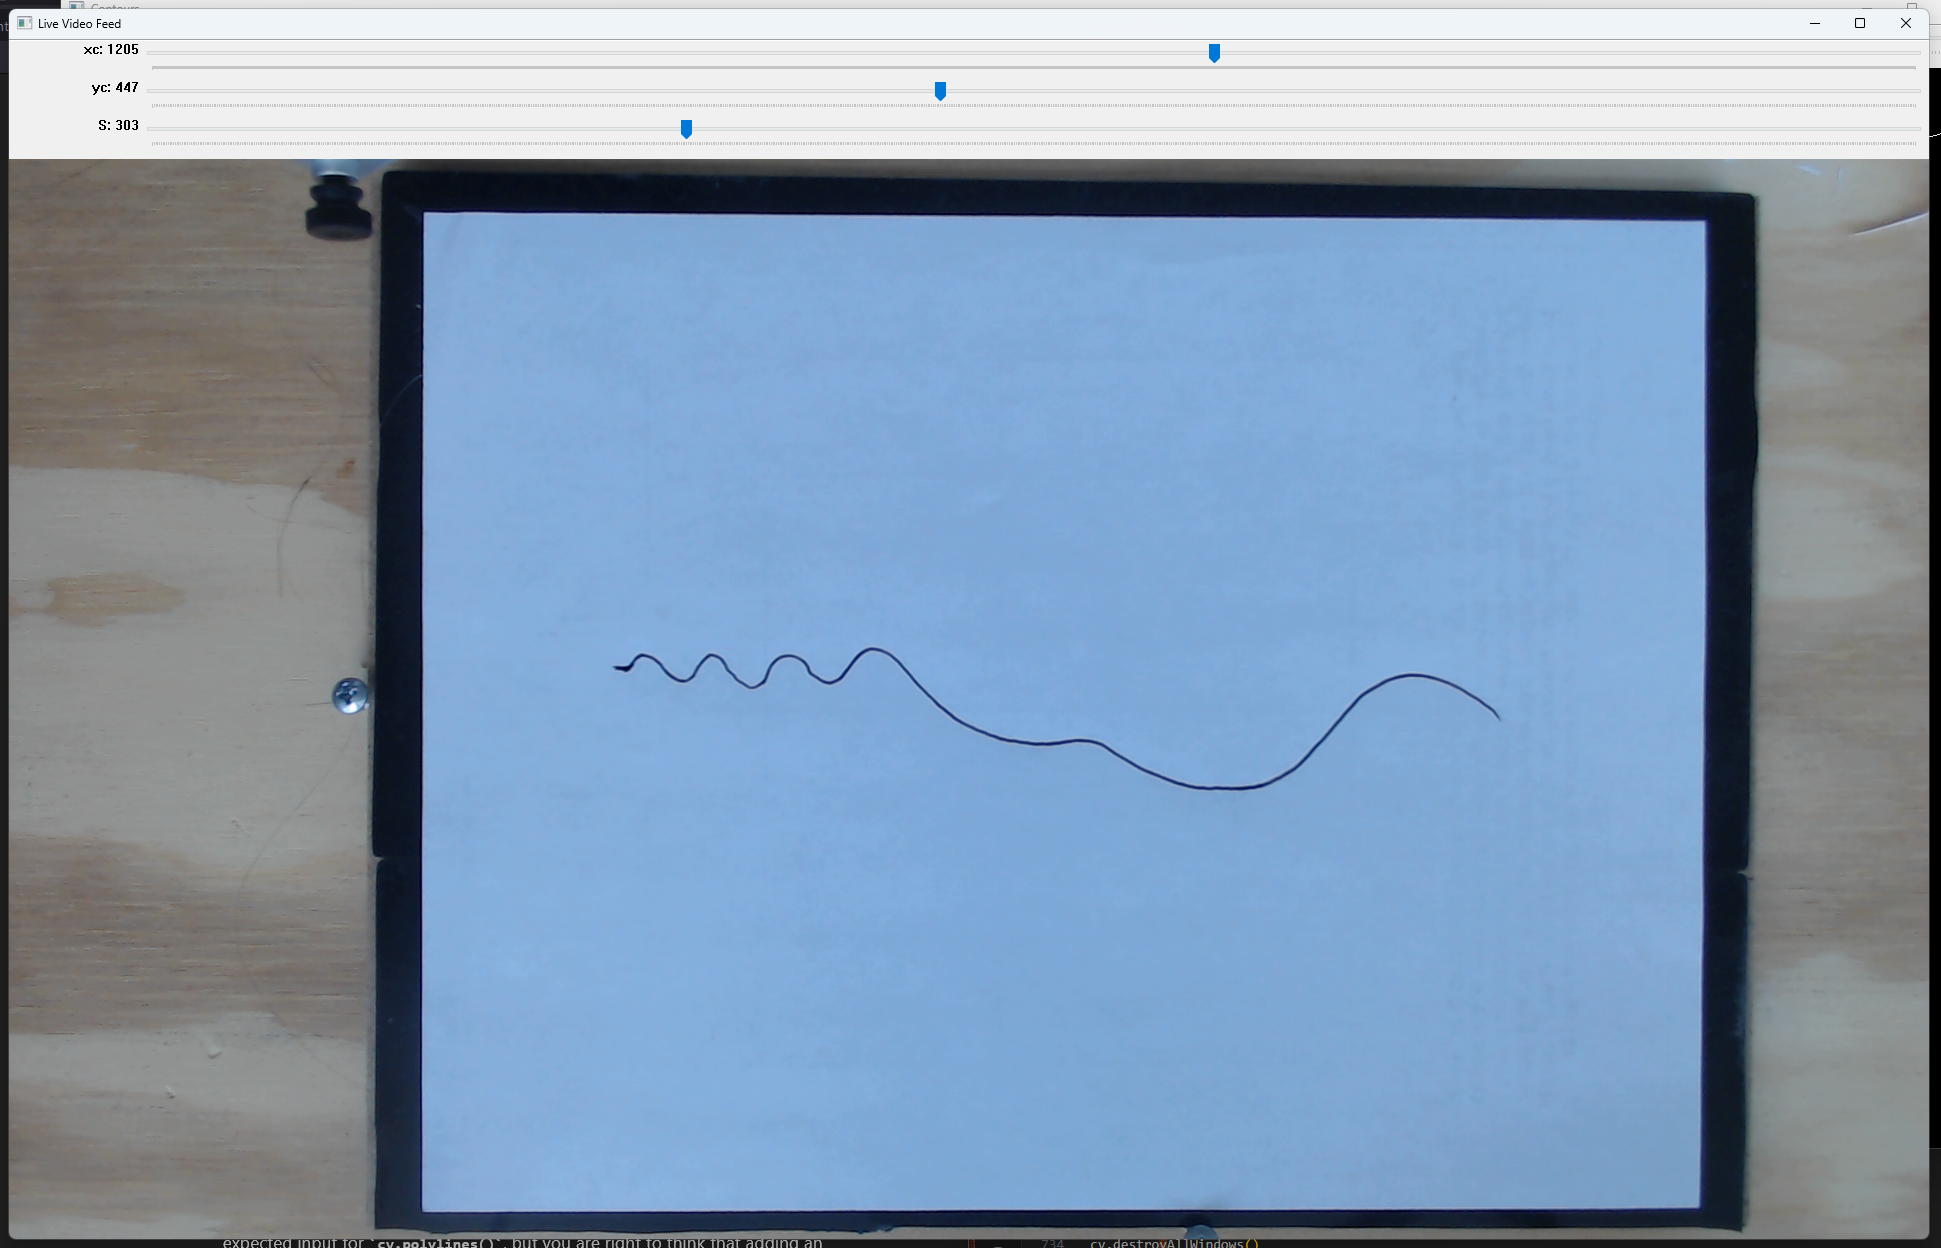 Contours
Live Video Feed
xc: 1205
yc: 447
S: 303
expected input for `cv.polylines()`, but you are right to think that adding an
734 cv.destroyAllWindows()